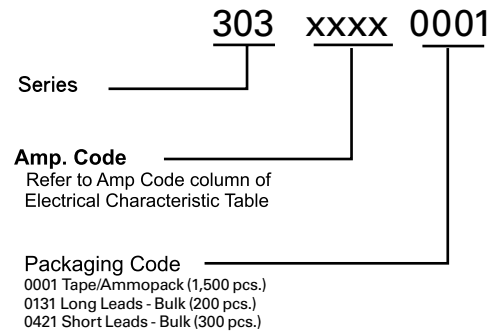 303 xxxx 0001
Series
Amp. Code
Refer to Amp Code column of
Electrical Characteristic Table
Packaging Code
0001 Tape/Ammopack (1,500 pcs.)
0131 Long Leads - Bulk (200 pcs.)
0421 Short Leads - Bulk (300 pcs.)